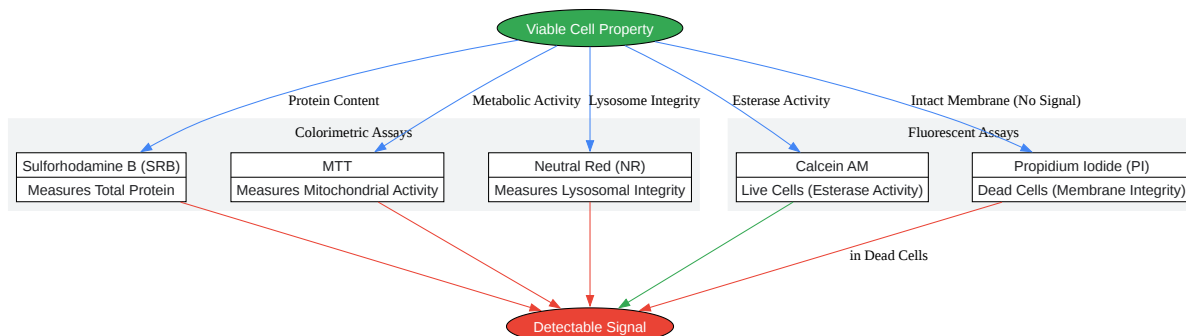 Viable Cell Property
Protein Content
Metabolic Activity
Lysosome Integrity
Esterase Activity
Intact Membrane (No Signal)
Colorimetric Assays
Fluorescent Assays
Sulforhodamine B (SRB)
Measures Total Protein
MTT
Measures Mitochondrial Activity
Neutral Red (NR)
Measures Lysosomal Integrity
Calcein AM
Live Cells (Esterase Activity)
Propidium Iodide (PI)
Dead Cells (Membrane Integrity)
in Dead Cells
Detectable Signal